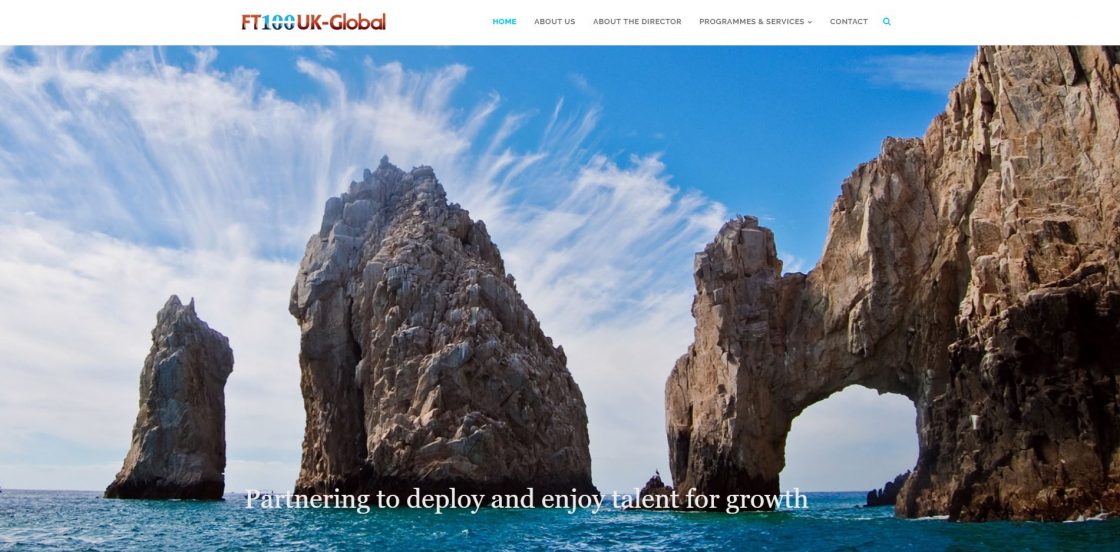 FT100UK-Global
HOME ABOUT US ABOUT THE DIRECTOR PROGRAMMES & SERVICES CONTACT
Partnering to deploy and enjoy talent for growth